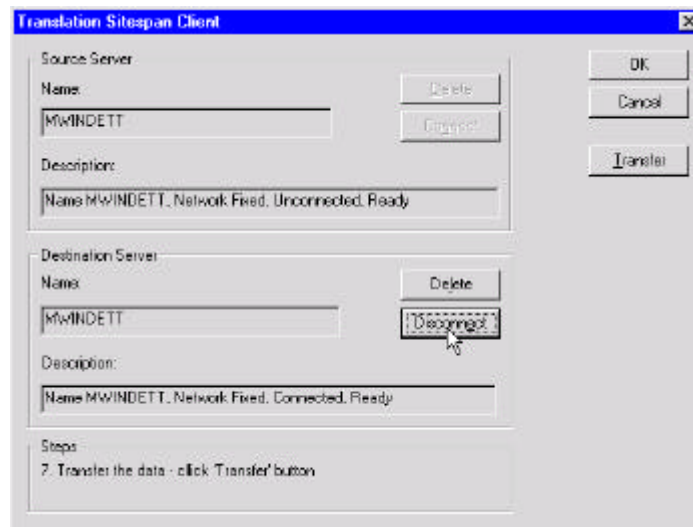 Translation Sitespan Client
Source Server
Name:
Delete
MWINDETT
Connect
Description:
Name MWINDETT, Network Fixed, Unconnected, Ready
Destination Server
Name:
Delete
MWINDETT
Disconnect
Description:
Name MWINDETT, Network Fixed, Connected, Ready
Steps
7. Transfer the data - click 'Transfer' button
OK
Cancel
Transfer